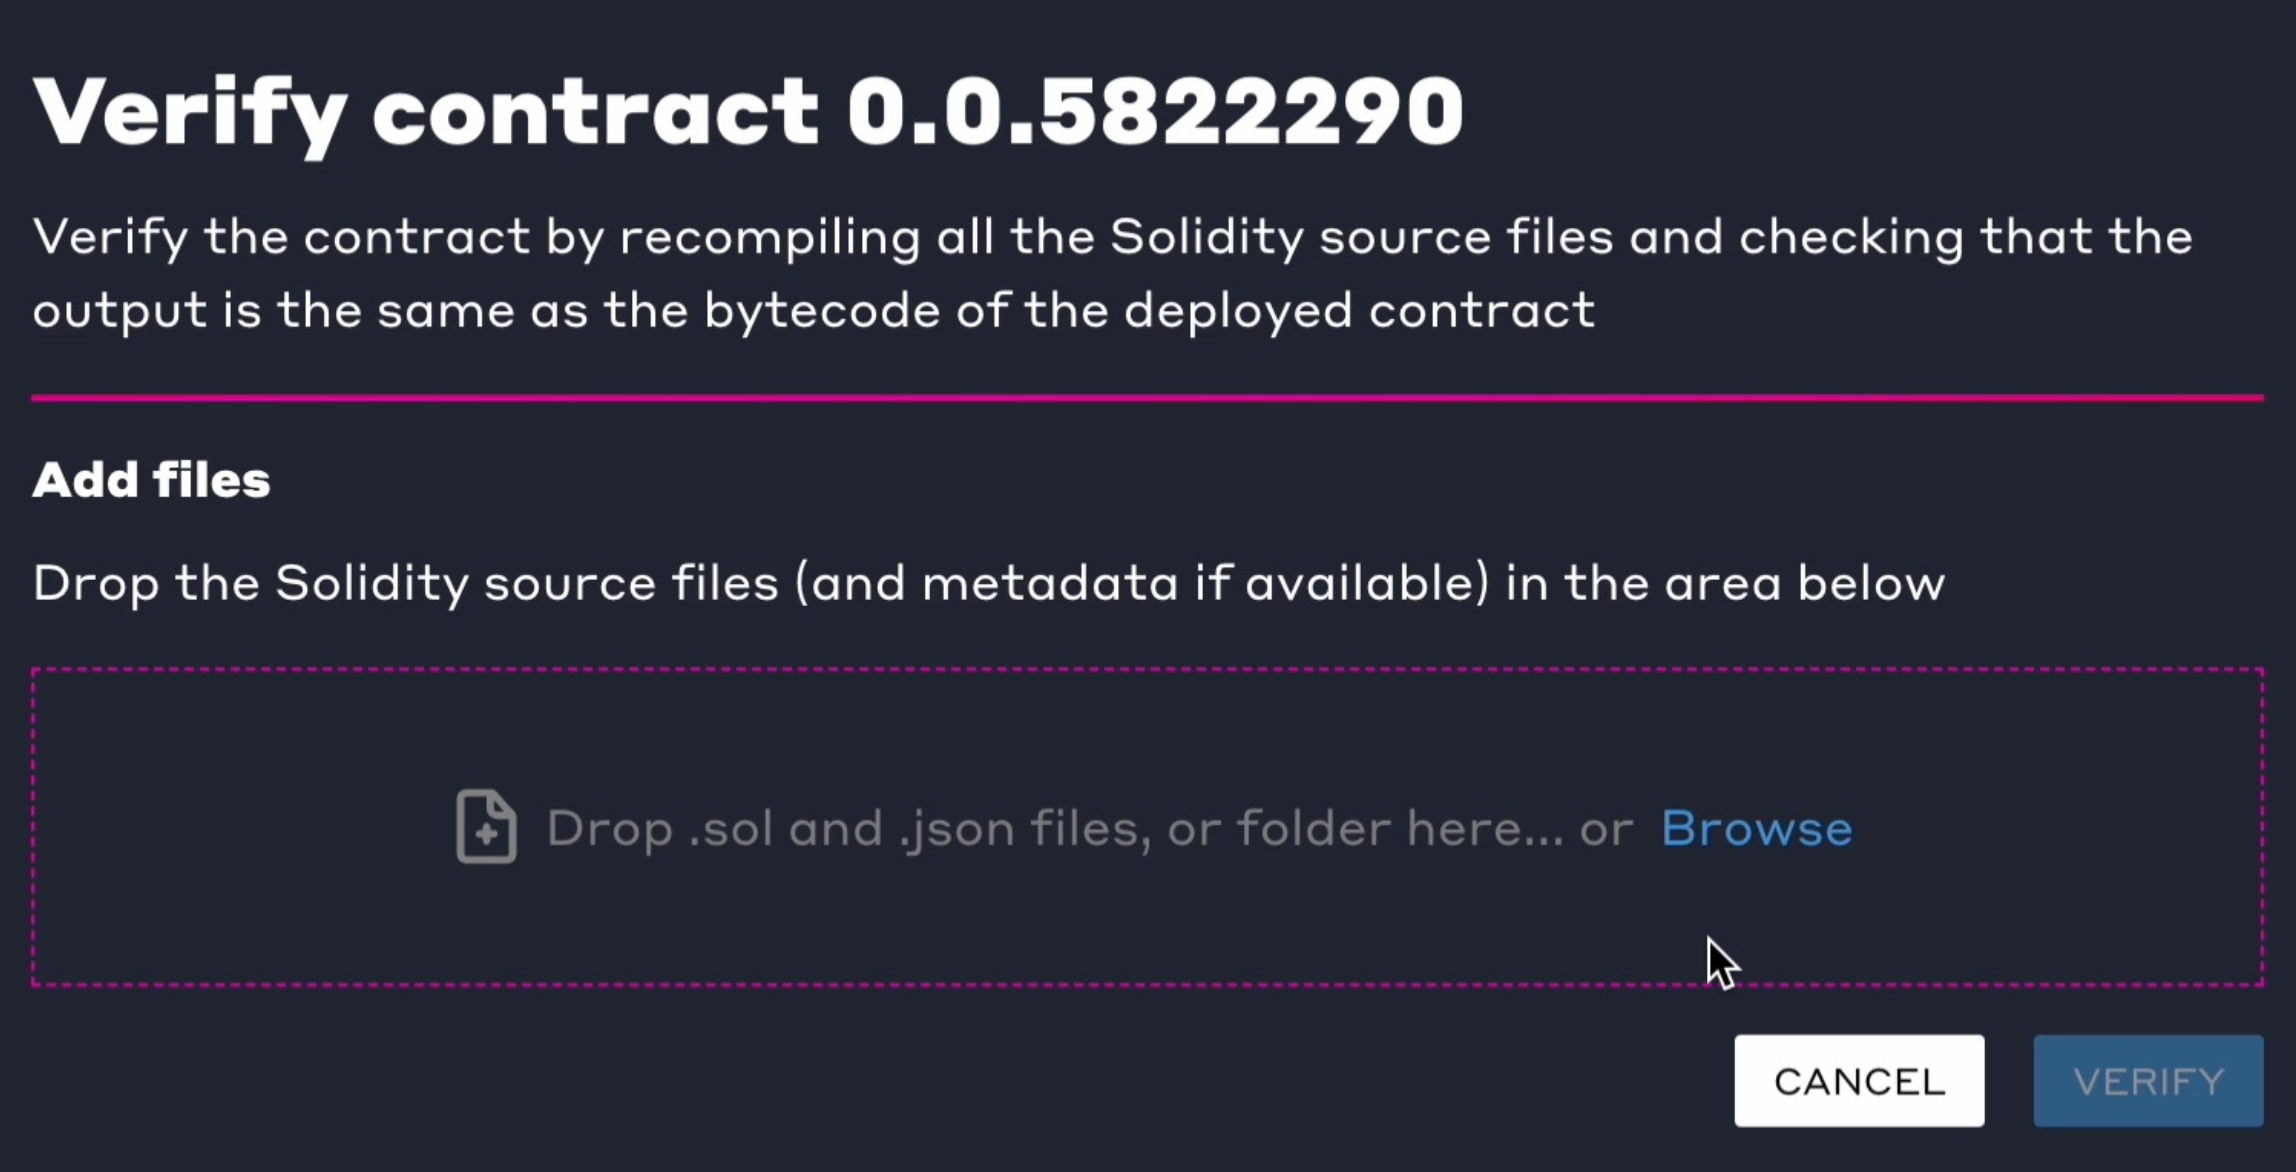 Verify contract 0.0.5822290
Verify the contract by recompiling all the Solidity source files and checking that the
output is the same as the bytecode of the deployed contract
Add files
Drop the Solidity source files (and metadata if available) in the area below
Drop .sol and .json files, or folder here... or Browse
CANCEL VERIFY